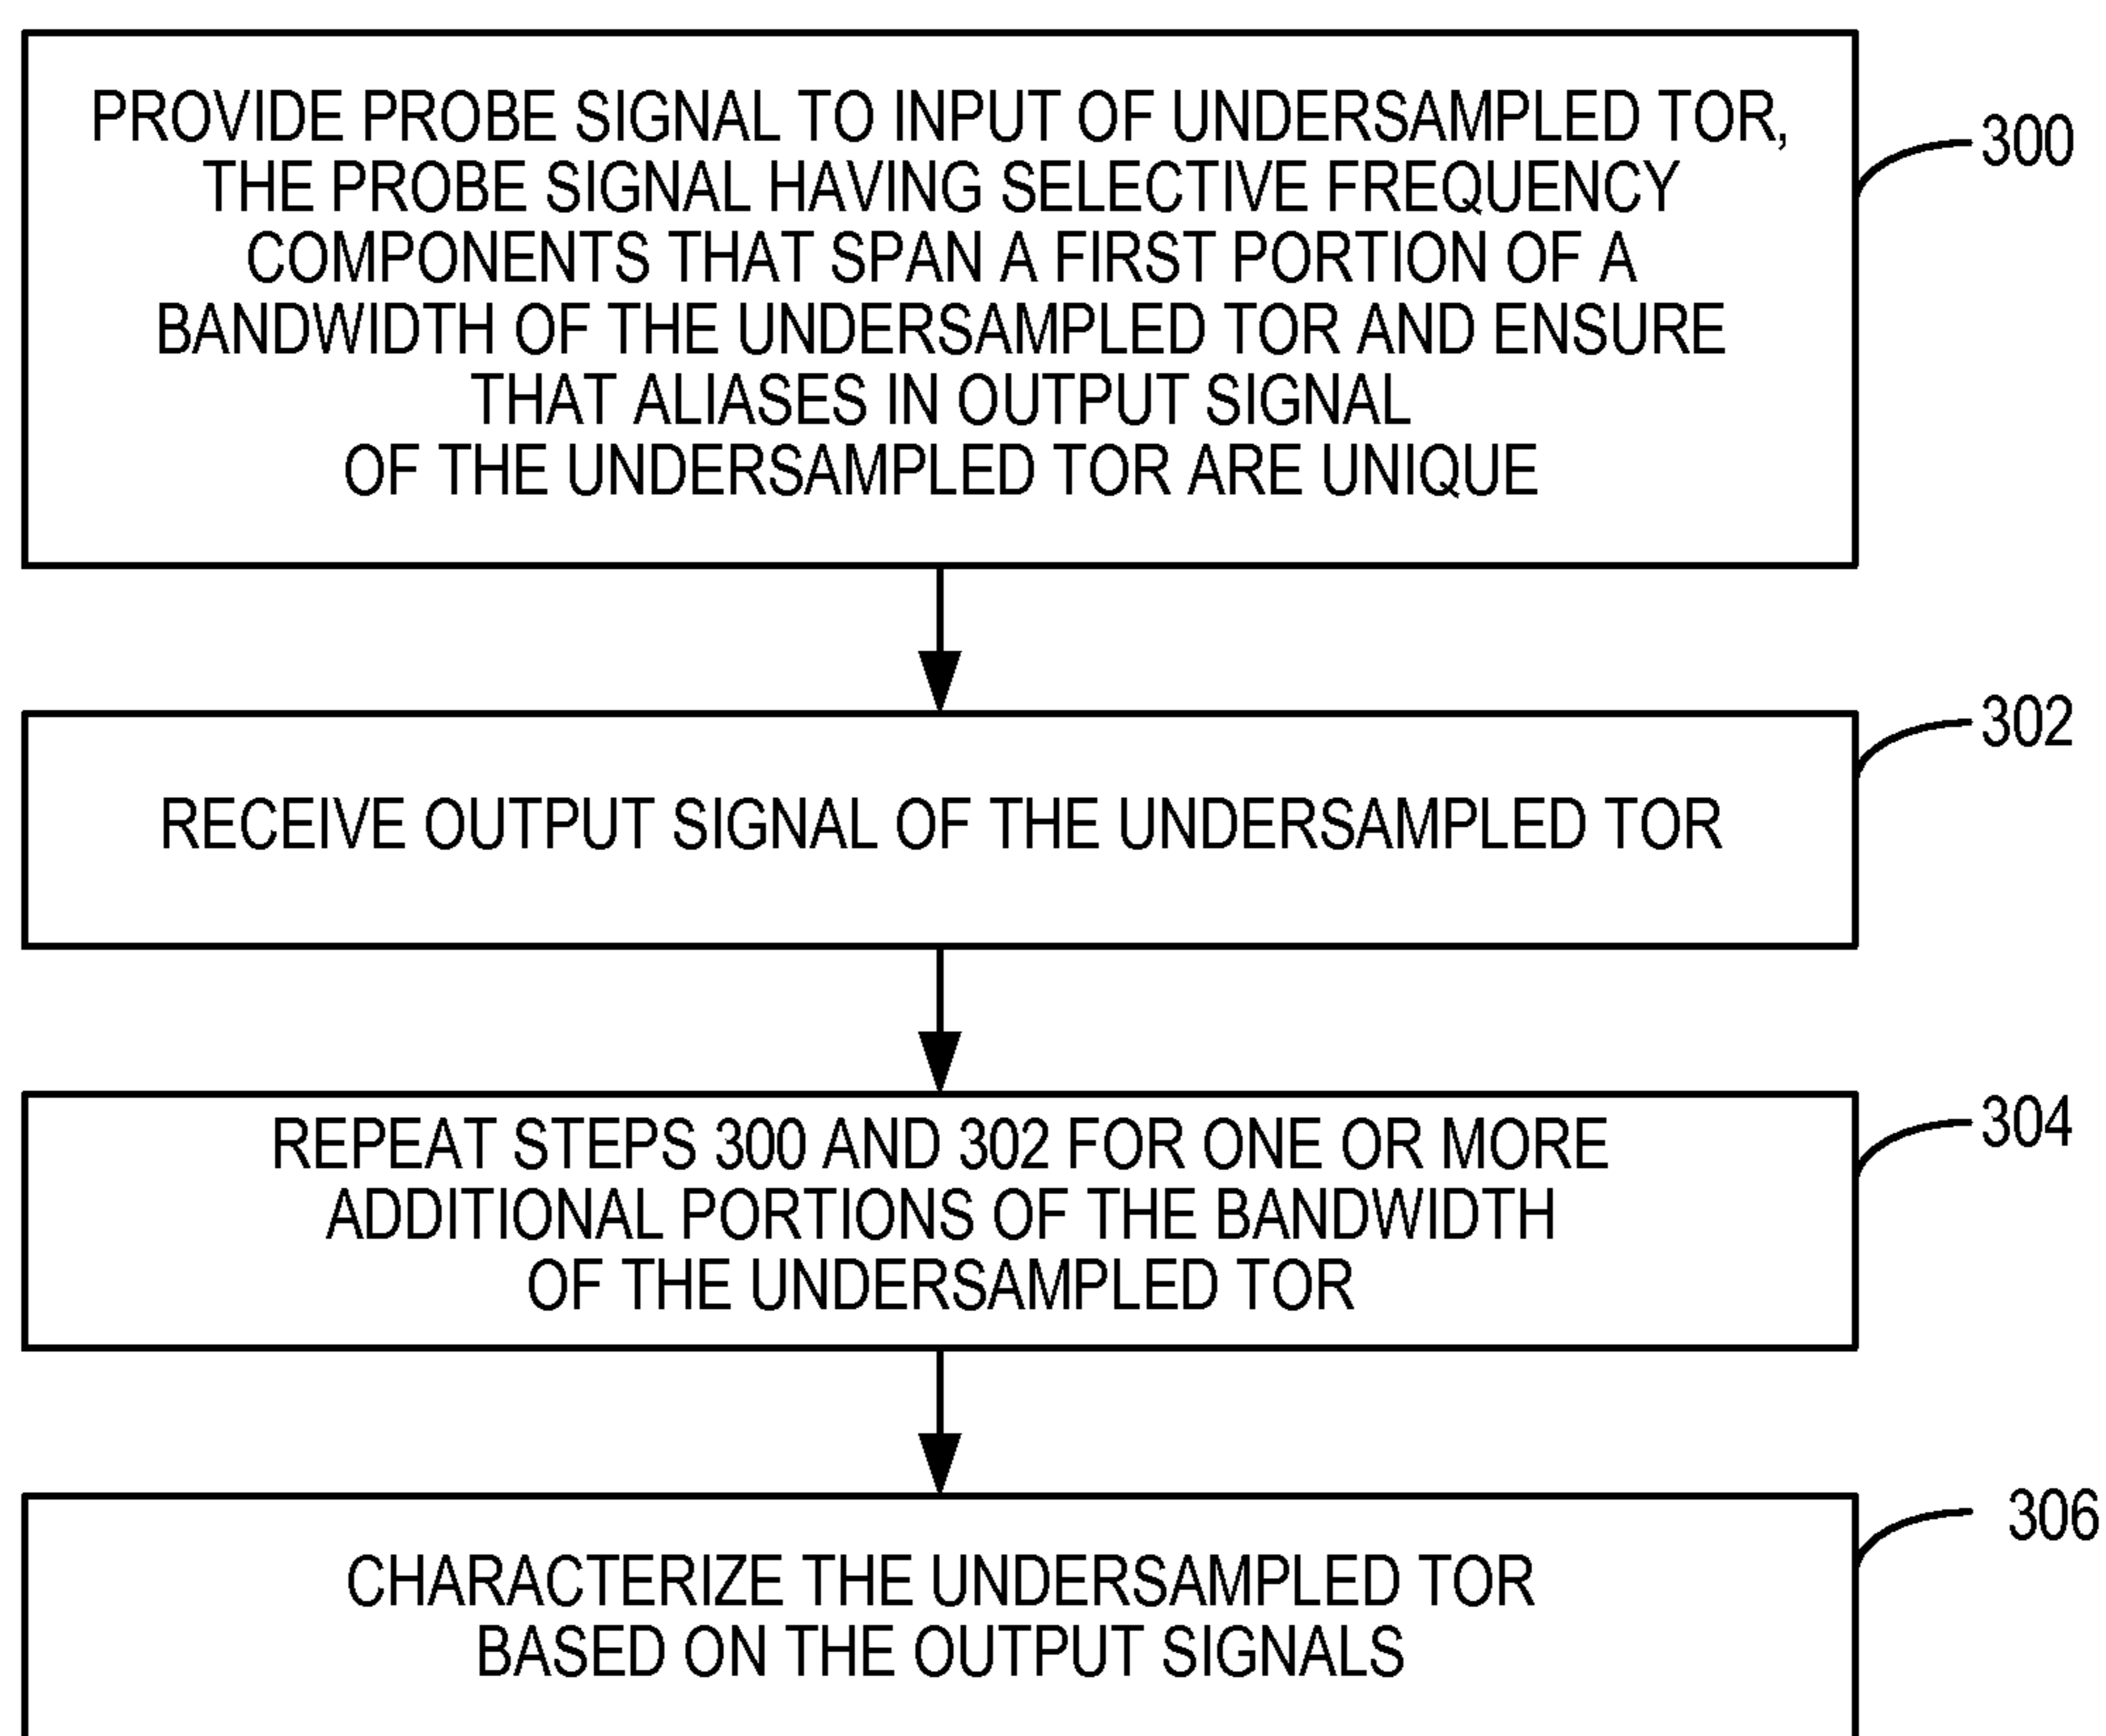 PROVIDE PROBE SIGNAL TO INPUT OF UNDERSAMPLED TOR,
THE PROBE SIGNAL HAVING SELECTIVE FREQUENCY
COMPONENTS THAT SPAN A FIRST PORTION OF A
BANDWIDTH OF THE UNDERSAMPLED TOR AND ENSURE
THAT ALIASES IN OUTPUT SIGNAL
OF THE UNDERSAMPLED TOR ARE UNIQUE
300
RECEIVE OUTPUT SIGNAL OF THE UNDERSAMPLED TOR
302
REPEAT STEPS 300 AND 302 FOR ONE OR MORE
ADDITIONAL PORTIONS OF THE BANDWIDTH
OF THE UNDERSAMPLED TOR
304
CHARACTERIZE THE UNDERSAMPLED TOR
BASED ON THE OUTPUT SIGNALS
306